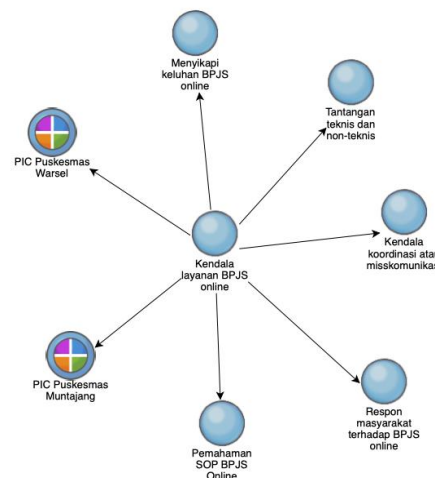 Menyikapi
keluhan BPJS
online
Tantangan
teknis dan
non-teknis
PIC Puskesmas
Warsel
Kendala
koordinasi atau
misskomunikas
Kendala
layanan BPJS
online
PIC Puskesmas
Muntajang
Respon
masyarakat
terhadap BPJS
online
Pemahaman
SOP BPJS
Online